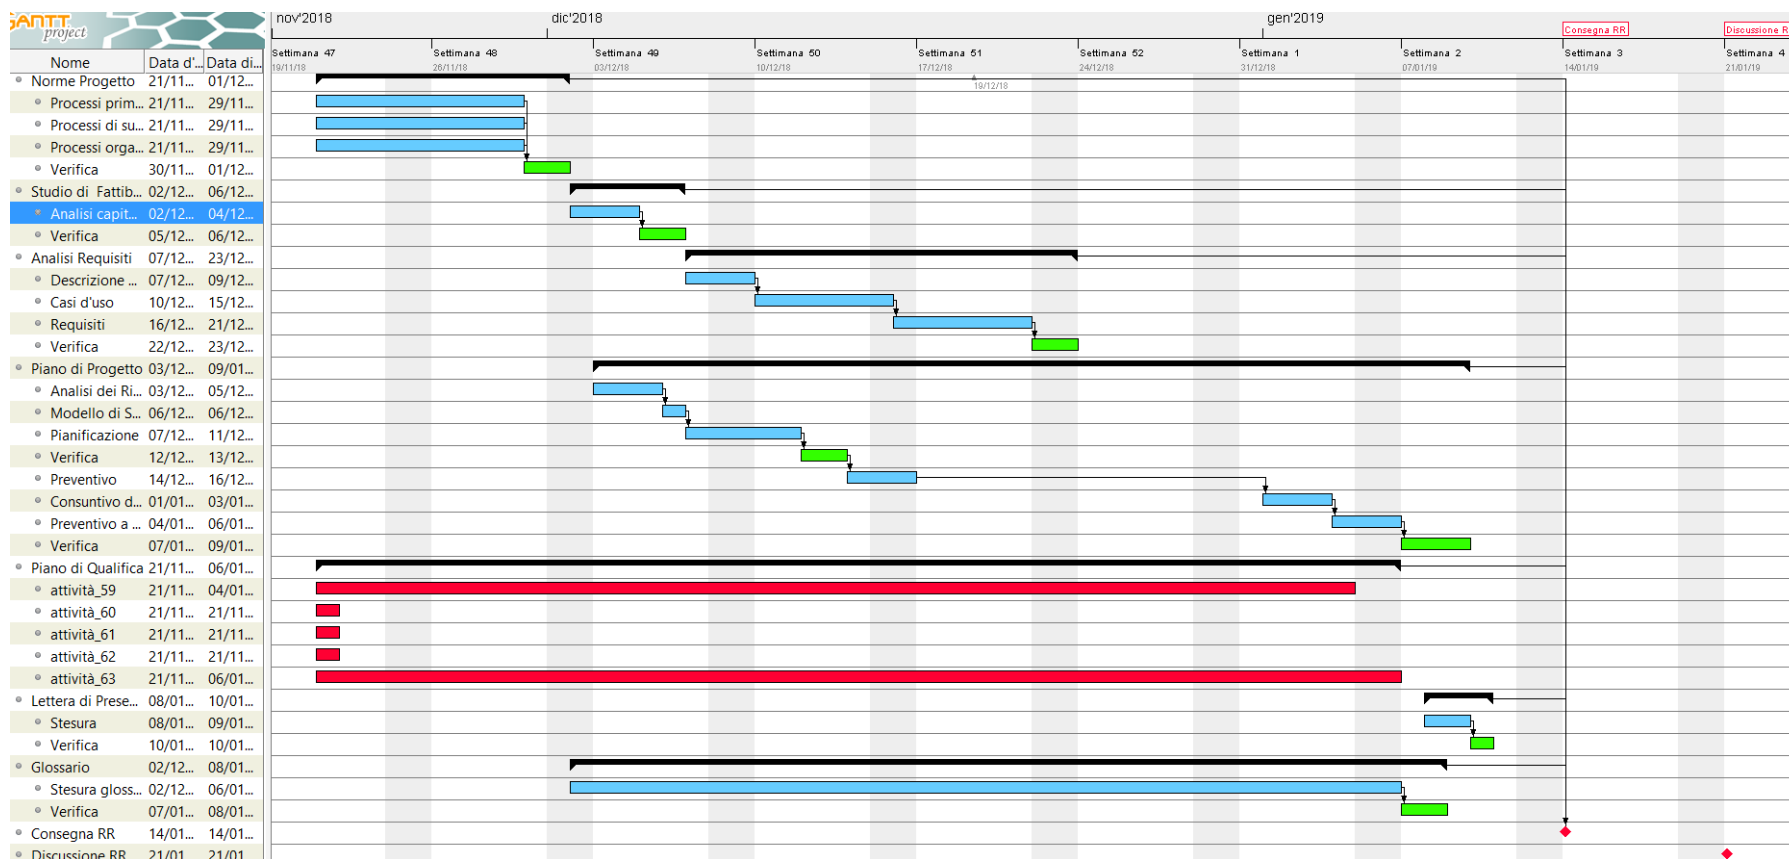 GANTT
project
nov'2018 dic'2018 gen'2019
Consegna RR Discussione R
Settimana 47 Settimana 48 Settimana 49 Settimana 50 Settimana 51 Settimana 52 Settimana 1 Settimana 2 Settimana 3 Settimana 4
19/11/18 26/11/18 03/12/18 10/12/18 17/12/18 24/12/18 31/12/18 07/01/19 14/01/19 21/01/19
Nome Data d'... Data di...
19/12/18
Norme Progetto 21/11... 01/12...
Processi prim... 21/11... 29/11...
Processi di su... 21/11... 29/11...
Processi orga... 21/11... 29/11...
Verifica 30/11... 01/12...
Studio di Fattib... 02/12... 06/12...
Analisi capit... 02/12... 04/12...
Verifica 05/12... 06/12...
Analisi Requisiti 07/12... 23/12...
Descrizione ... 07/12... 09/12...
Casi d'uso 10/12... 15/12...
Requisiti 16/12... 21/12...
Verifica 22/12... 23/12...
Piano di Progetto 03/12... 09/01...
Analisi dei Ri... 03/12... 05/12...
Modello di S... 06/12... 06/12...
Pianificazione 07/12... 11/12...
Verifica 12/12... 13/12...
Preventivo 14/12... 16/12...
Consuntivo d... 01/01... 03/01...
Preventivo a ... 04/01... 06/01...
Verifica 07/01... 09/01...
Piano di Qualifica 21/11... 06/01...
attività_59 21/11... 04/01...
attività_60 21/11... 21/11...
attività_61 21/11... 21/11...
attività_62 21/11... 21/11...
attività_63 21/11... 06/01...
Lettera di Prese... 08/01... 10/01...
Stesura 08/01... 09/01...
Verifica 10/01... 10/01...
Glossario 02/12... 08/01...
Stesura gloss... 02/12... 06/01...
Verifica 07/01... 08/01...
Consegna RR 14/01... 14/01...
Discussione RR 21/01... 21/01...